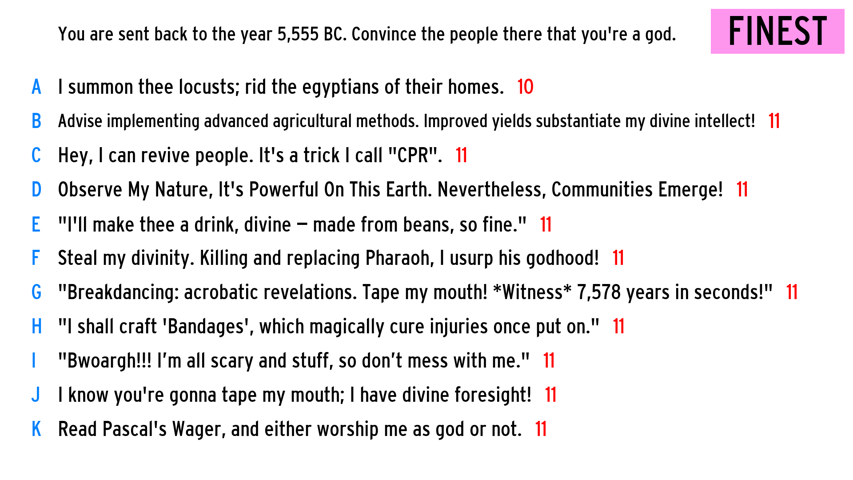 You are sent back to the year 5,555 BC. Convince the people there that you're a god.
FINEST
A I summon thee locusts; rid the egyptians of their homes. 10
B Advise implementing advanced agricultural methods. Improved yields substantiate my divine intellect! 11
C Hey, I can revive people. It's a trick I call "CPR". 11
D Observe My Nature, It's Powerful On This Earth. Nevertheless, Communities Emerge! 11
E "I'll make thee a drink, divine – made from beans, so fine." 11
F Steal my divinity. Killing and replacing Pharaoh, I usurp his godhood! 11
G "Breakdancing: acrobatic revelations. Tape my mouth! *Witness* 7,578 years in seconds!" 11
H "I shall craft 'Bandages', which magically cure injuries once put on." 11
I "Bwoargh!!! I’m all scary and stuff, so don’t mess with me." 11
J I know you're gonna tape my mouth; I have divine foresight! 11
K Read Pascal's Wager, and either worship me as god or not. 11